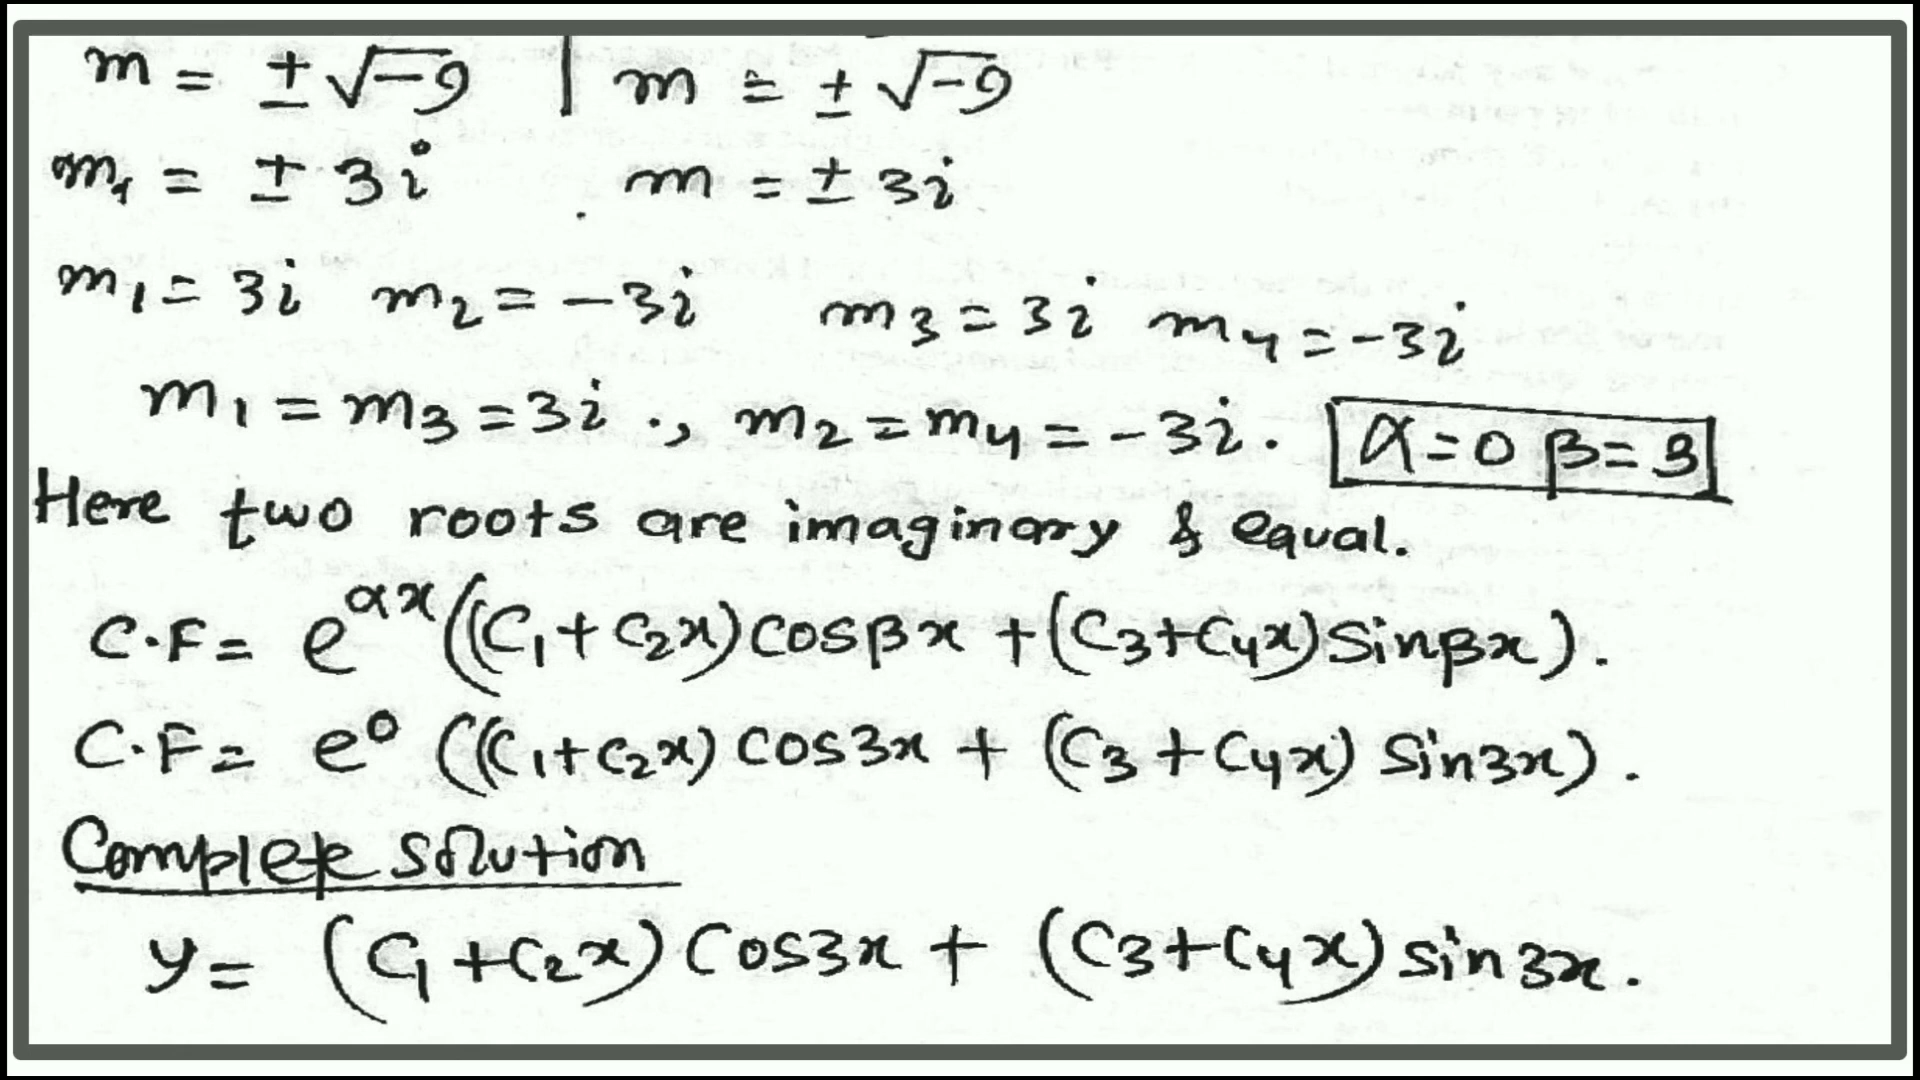 m = ±√-9 | m = ±√-9
m₁ = ±3i m = ±3i
m₁ = 3i m₂ = -3i m₃ = 3i m₄ = -3i
m₁ = m₃ = 3i ., m₂ = m₄ = -3i. α=0 β=3
Here two roots are imaginary & equal.
C.F = e^αx ((C₁ + C₂x) cosβx + (C₃+C₄x) Sinβx).
C.F = e⁰ ((C₁+C₂x) cos3x + (C₃ + C₄x) Sin3x).
Complete solution
y = (C₁ + C₂x) Cos3x + (C₃+C₄x) sin3x.